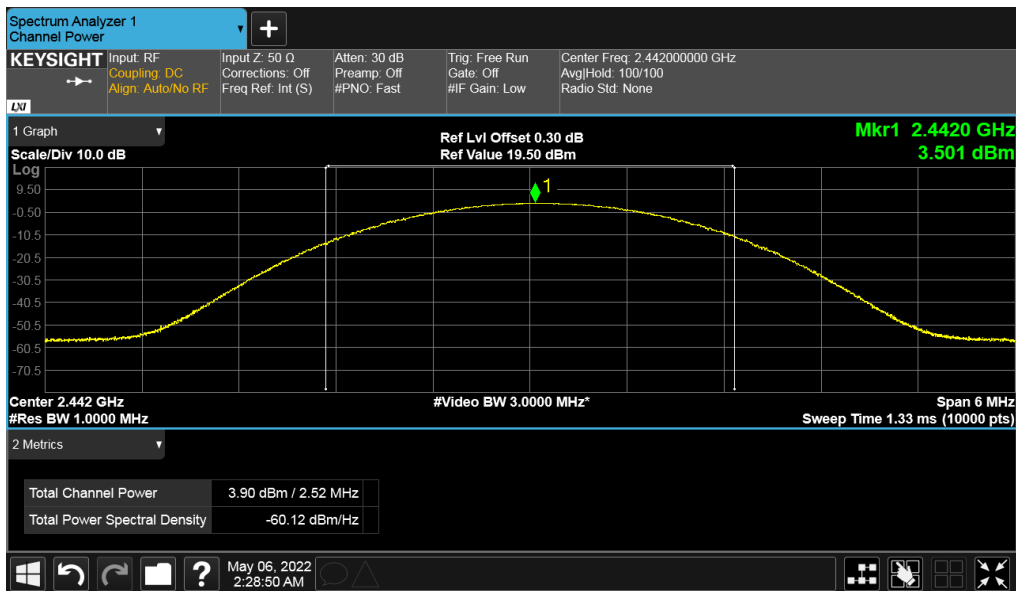 Spectrum Analyzer 1
Channel Power
+
KEYSIGHT
LXI
Input: RF
Coupling: DC
Align: Auto/No RF
Input Z: 50 Ω
Corrections: Off
Freq Ref: Int (S)
Atten: 30 dB
Preamp: Off
#PNO: Fast
Trig: Free Run
Gate: Off
#IF Gain: Low
Center Freq: 2.442000000 GHz
Avg|Hold: 100/100
Radio Std: None
1 Graph
Scale/Div 10.0 dB
Ref Lvl Offset 0.30 dB
Ref Value 19.50 dBm
Mkr1 2.4420 GHz
3.501 dBm
Log
1
9.50
-0.50
-10.5
-20.5
-30.5
-40.5
-50.5
-60.5
-70.5
Center 2.442 GHz
#Video BW 3.0000 MHz*
Span 6 MHz
#Res BW 1.0000 MHz
Sweep Time 1.33 ms (10000 pts)
2 Metrics
Total Channel Power 3.90 dBm / 2.52 MHz
Total Power Spectral Density -60.12 dBm/Hz
?
May 06, 2022
2:28:50 AM